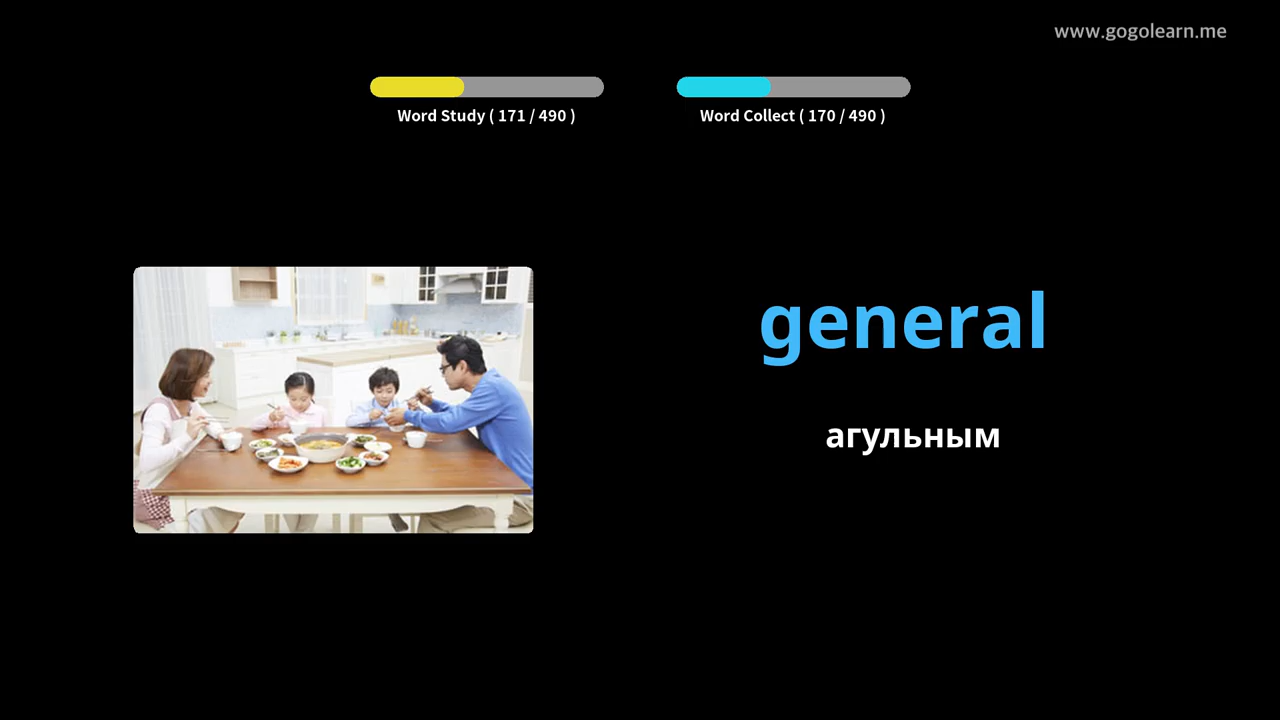 www.gogolearn.me
Word Study ( 171 / 490 )
Word Collect ( 170 / 490 )
general
агульным